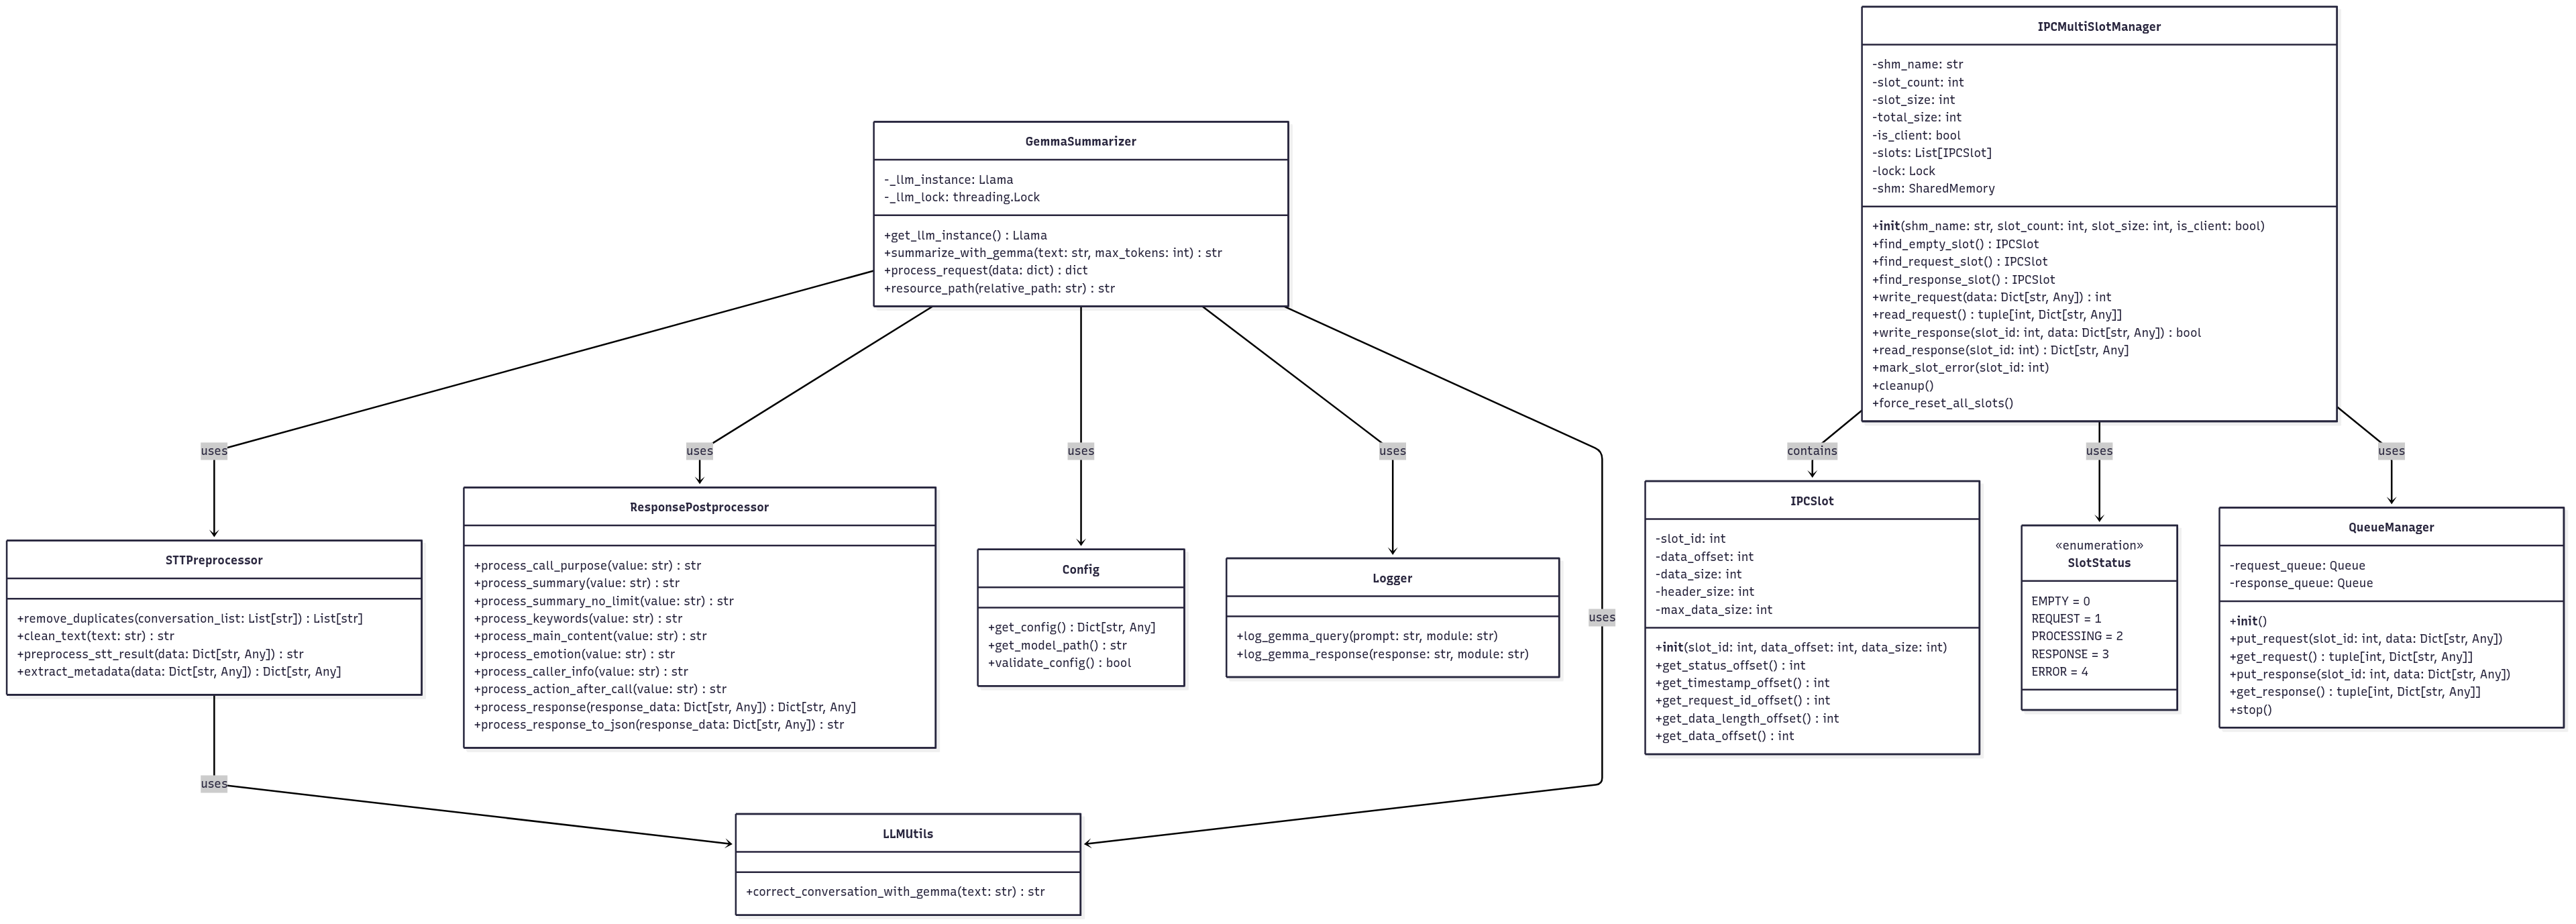 IPCMultiSlotManager
-shm_name: str
-slot_count: int
-slot_size: int
-total_size: int
-is_client: bool
-slots: List[IPCSlot]
-lock: Lock
-shm: SharedMemory
+init(shm_name: str, slot_count: int, slot_size: int, is_client: bool)
+find_empty_slot() : IPCSlot
+find_request_slot() : IPCSlot
+find_response_slot() : IPCSlot
+write_request(data: Dict[str, Any]) : int
+read_request() : tuple[int, Dict[str, Any]]
+write_response(slot_id: int, data: Dict[str, Any]) : bool
+read_response(slot_id: int) : Dict[str, Any]
+mark_slot_error(slot_id: int)
+cleanup()
+force_reset_all_slots()
GemmaSummarizer
-_llm_instance: Llama
-_llm_lock: threading.Lock
+get_llm_instance() : Llama
+summarize_with_gemma(text: str, max_tokens: int) : str
+process_request(data: dict) : dict
+resource_path(relative_path: str) : str
uses
uses
uses
uses
uses
contains
uses
uses
STTPreprocessor
+remove_duplicates(conversation_list: List[str]) : List[str]
+clean_text(text: str) : str
+preprocess_stt_result(data: Dict[str, Any]) : str
+extract_metadata(data: Dict[str, Any]) : Dict[str, Any]
ResponsePostprocessor
+process_call_purpose(value: str) : str
+process_summary(value: str) : str
+process_summary_no_limit(value: str) : str
+process_keywords(value: str) : str
+process_main_content(value: str) : str
+process_emotion(value: str) : str
+process_caller_info(value: str) : str
+process_action_after_call(value: str) : str
+process_response(response_data: Dict[str, Any]) : Dict[str, Any]
+process_response_to_json(response_data: Dict[str, Any]) : str
Config
+get_config() : Dict[str, Any]
+get_model_path() : str
+validate_config() : bool
Logger
+log_gemma_query(prompt: str, module: str)
+log_gemma_response(response: str, module: str)
IPCSlot
-slot_id: int
-data_offset: int
-data_size: int
-header_size: int
-max_data_size: int
+init(slot_id: int, data_offset: int, data_size: int)
+get_status_offset() : int
+get_timestamp_offset() : int
+get_request_id_offset() : int
+get_data_length_offset() : int
+get_data_offset() : int
«enumeration»
SlotStatus
EMPTY = 0
REQUEST = 1
PROCESSING = 2
RESPONSE = 3
ERROR = 4
QueueManager
-request_queue: Queue
-response_queue: Queue
+init()
+put_request(slot_id: int, data: Dict[str, Any])
+get_request() : tuple[int, Dict[str, Any]]
+put_response(slot_id: int, data: Dict[str, Any])
+get_response() : tuple[int, Dict[str, Any]]
+stop()
uses
LLMUtils
+correct_conversation_with_gemma(text: str) : str